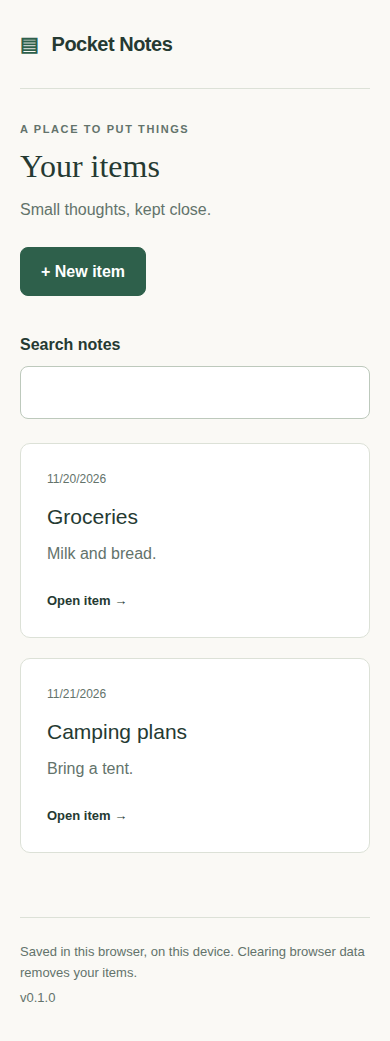 Pocket Notes
A PLACE TO PUT THINGS
Your items
Small thoughts, kept close.
+ New item
Search notes
11/20/2026
Groceries
Milk and bread.
Open item →
11/21/2026
Camping plans
Bring a tent.
Open item →
Saved in this browser, on this device. Clearing browser data
removes your items.
v0.1.0